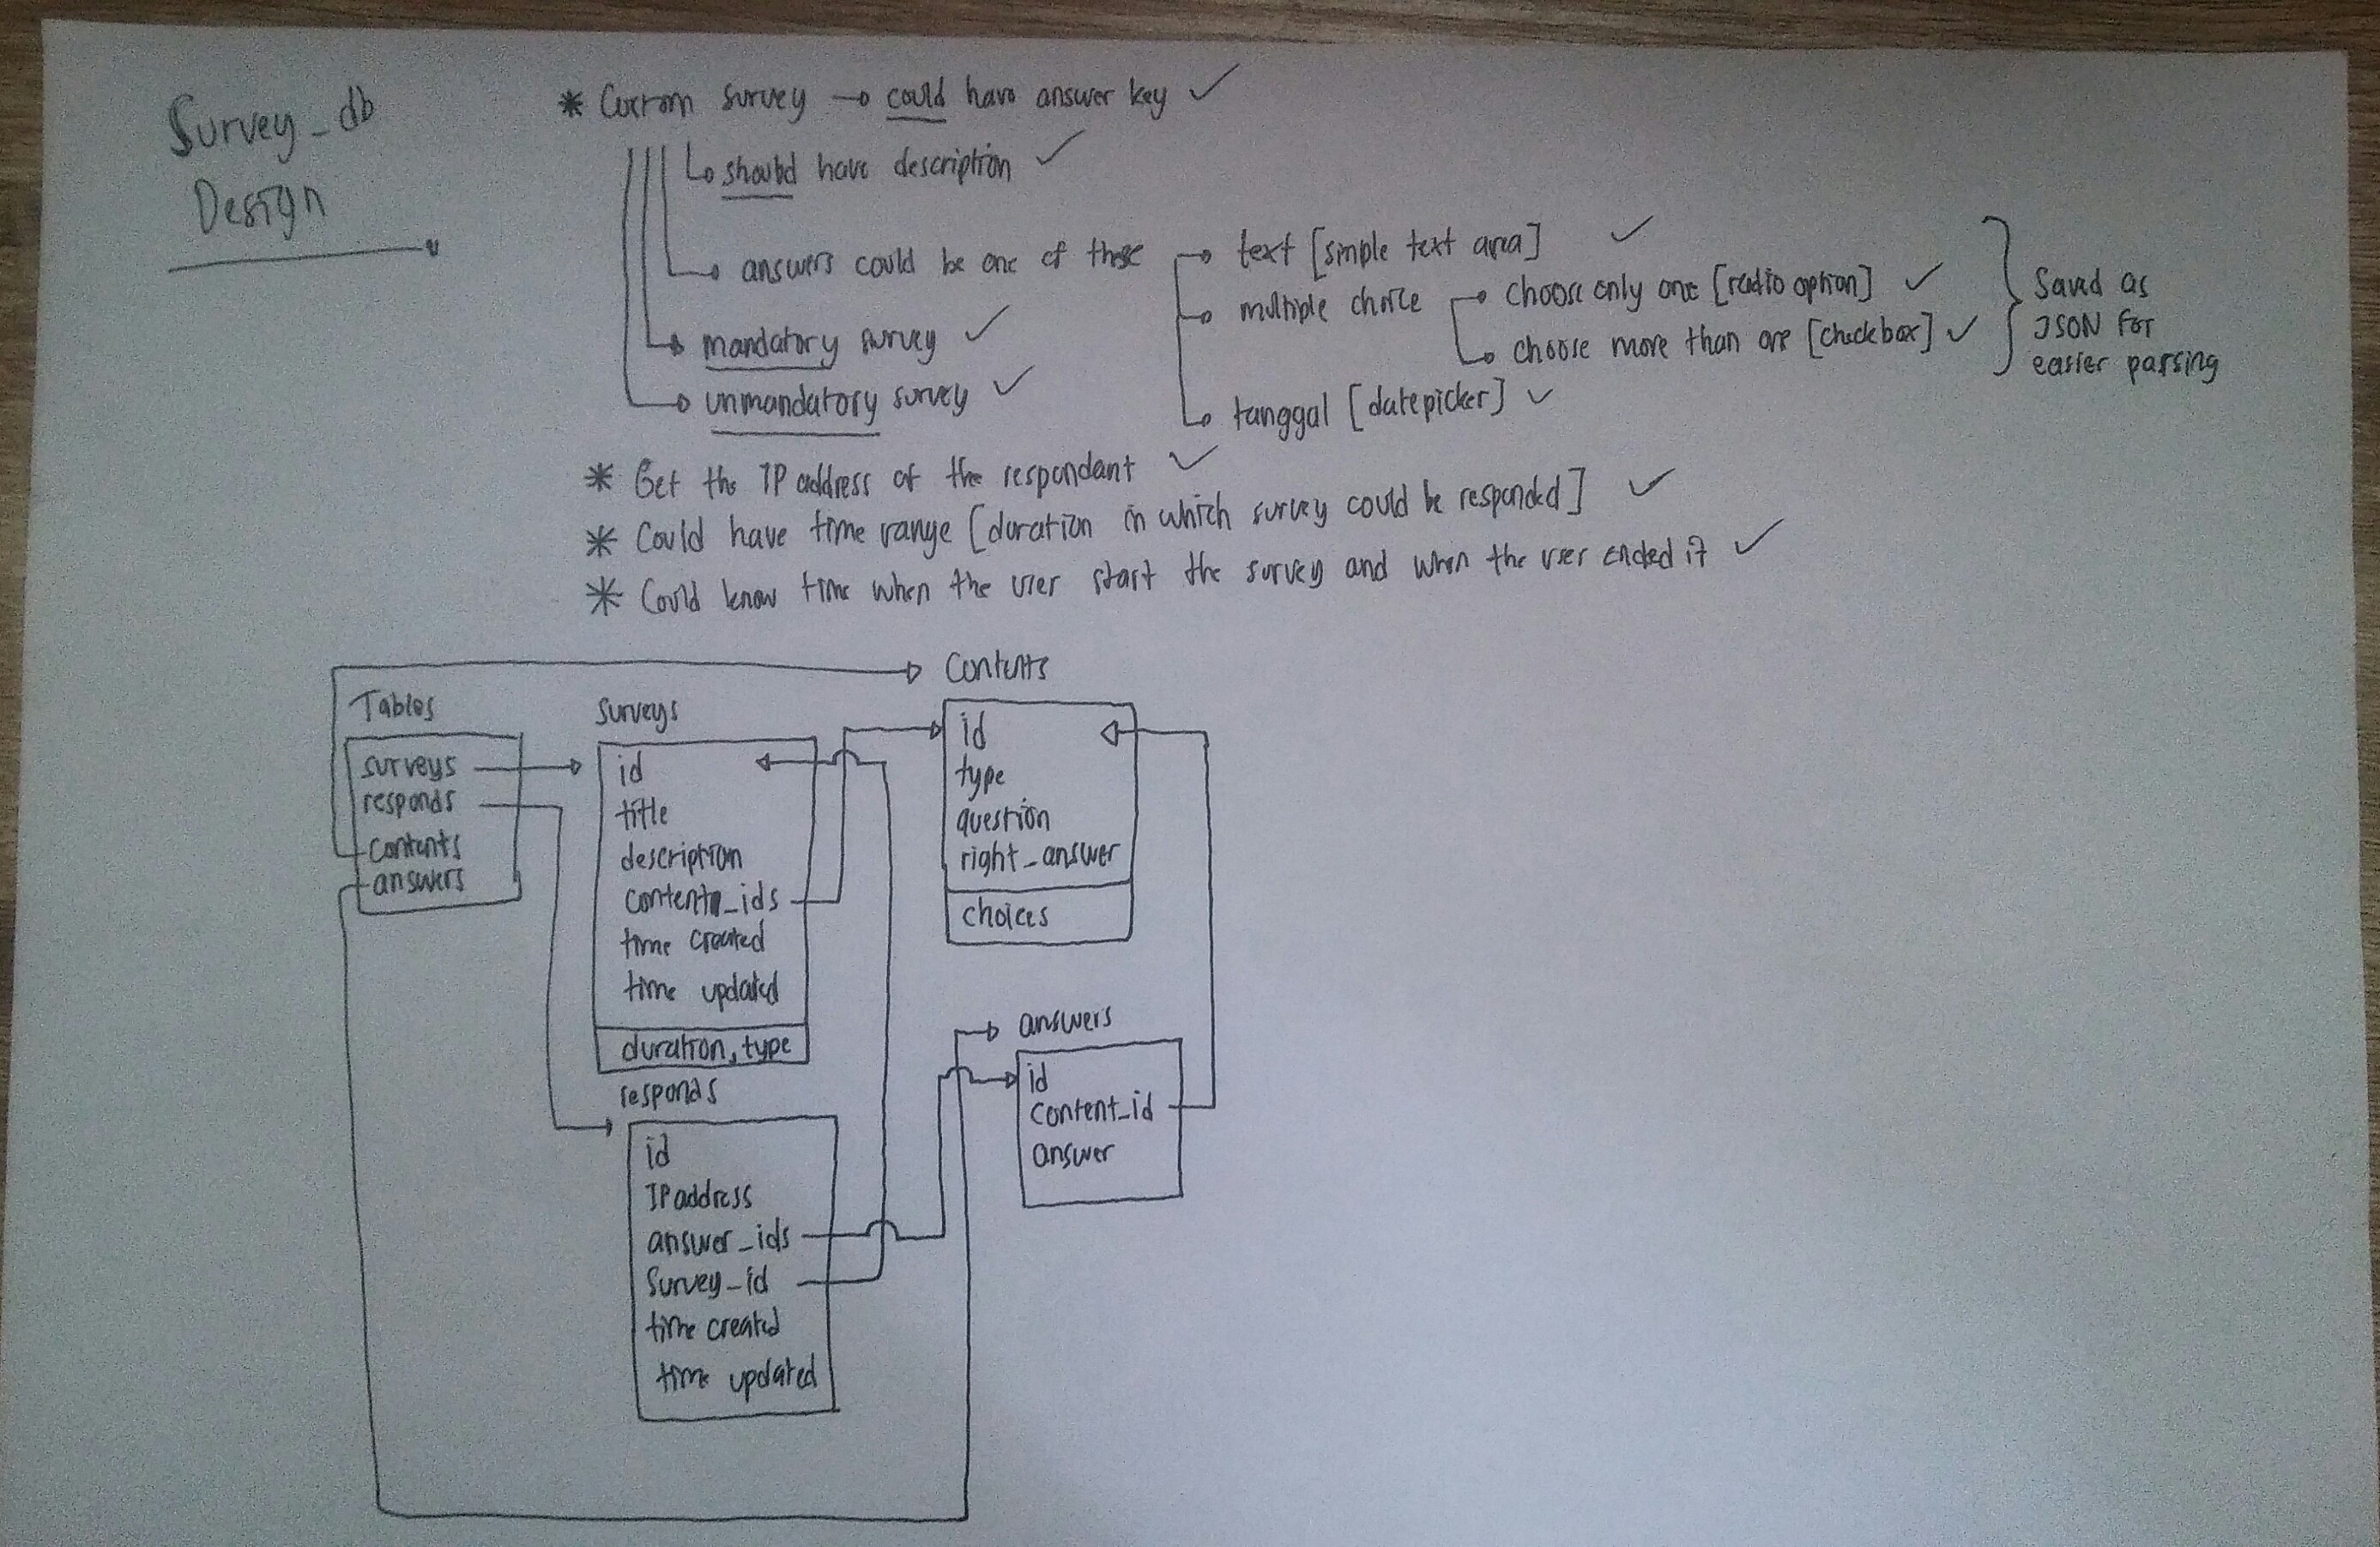 Survey_db
Design
* Custom survey → could have answer key ✓
should have description ✓
answers could be one of these
text [simple text area] ✓
multiple choice
choose only one [radio option] ✓
choose more than one [checkbox] ✓
tanggal [datepicker] ✓
Saved as
JSON for
easier parsing
mandatory survey ✓
unmandatory survey ✓
* Get the IP address of the respondant ✓
* Could have time range [duration in which survey could be responded] ✓
* Could know time when the user start the survey and when the user ended it ✓
Tables
surveys
responds
contents
answers
surveys
id
title
description
content_ids
time created
time updated
duration, type
Contents
id
type
question
right_answer
choices
responds
id
IP address
answer_ids
Survey_id
time created
time updated
answers
id
content_id
answer